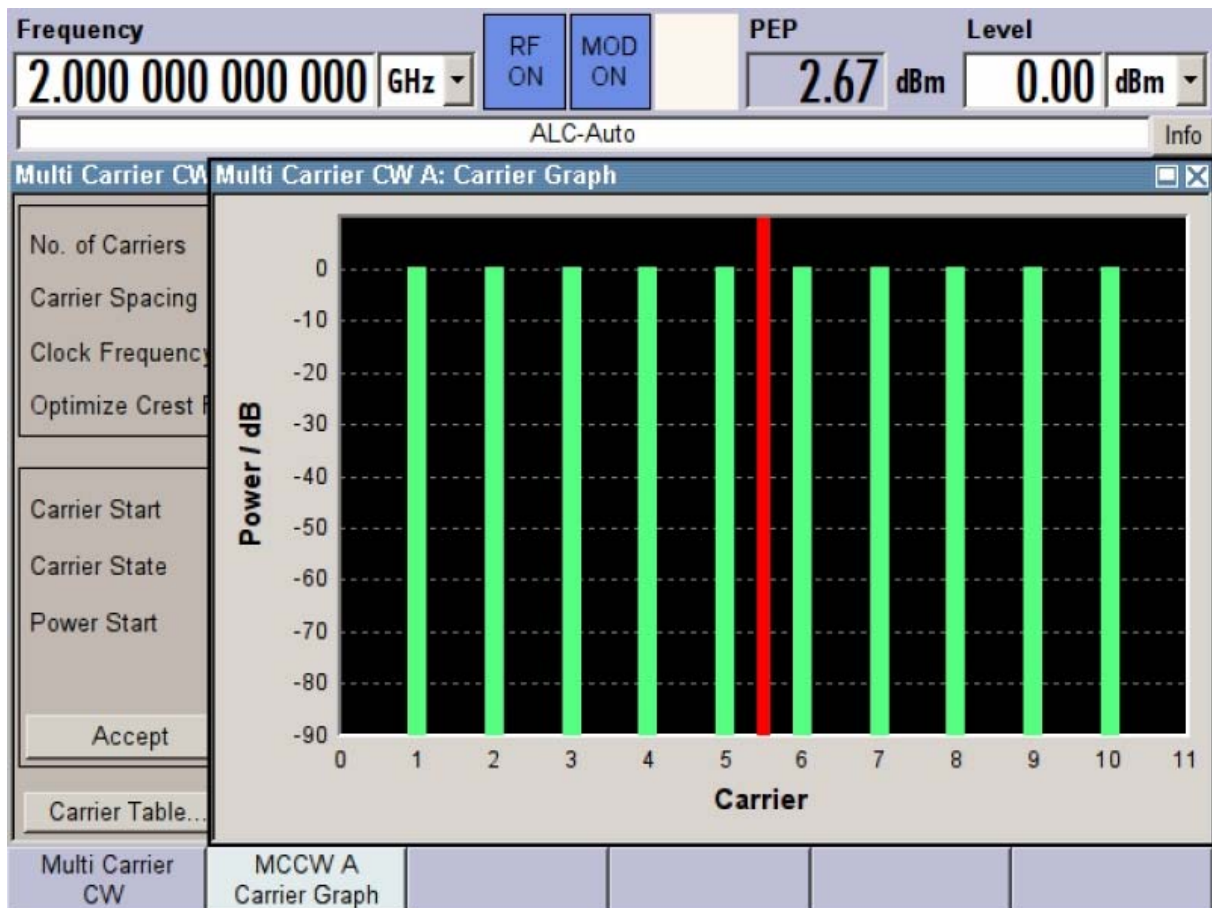 Frequency
RF ON
MOD ON
PEP
Level
2.000 000 000 000 GHz
2.67 dBm
0.00 dBm
ALC-Auto
Info
Multi Carrier CW
Multi Carrier CW A: Carrier Graph
No. of Carriers
Carrier Spacing
Clock Frequency
Optimize Crest
Carrier Start
Carrier State
Power Start
Accept
Carrier Table...
Power / dB
0
-10
-20
-30
-40
-50
-60
-70
-80
-90
0 1 2 3 4 5 6 7 8 9 10 11
Carrier
Multi Carrier CW
MCCW A Carrier Graph